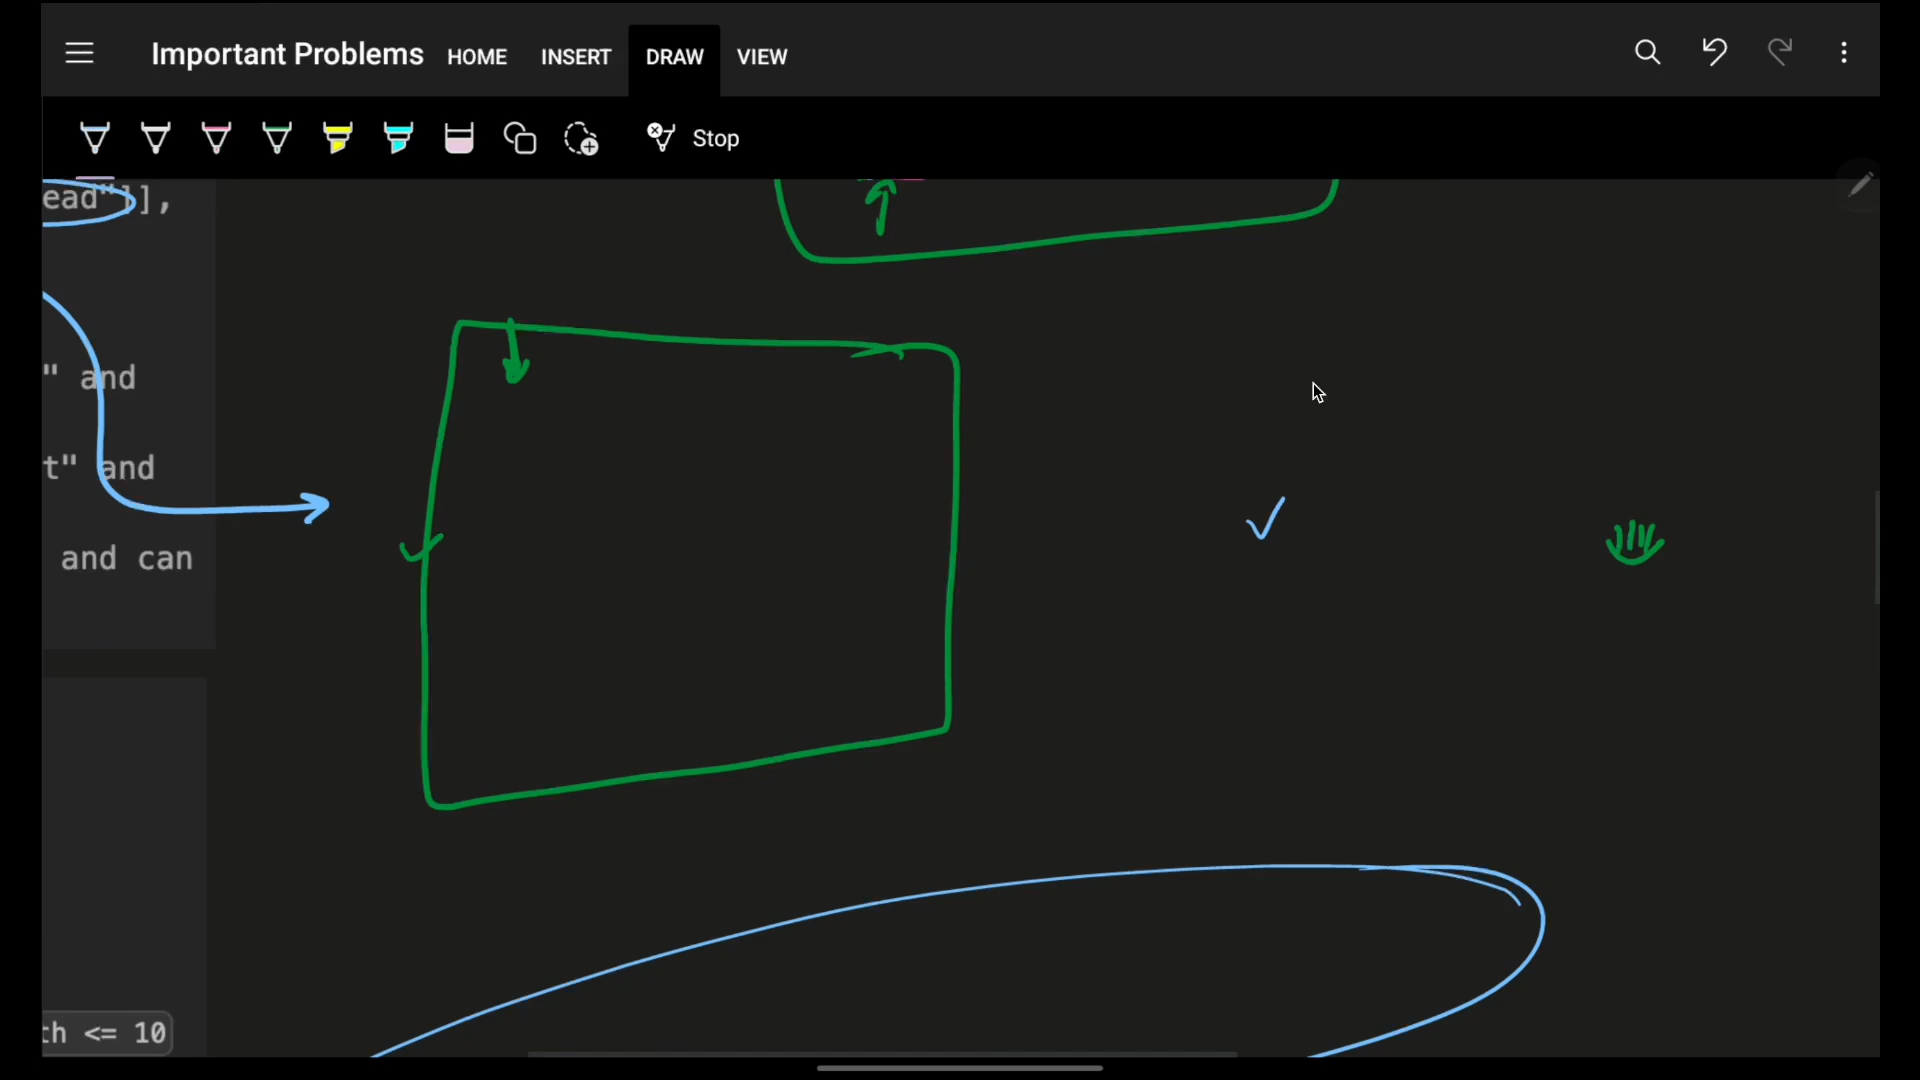 Important Problems HOME INSERT DRAW VIEW
Stop
ead"]],
" and
t" and
and can
th <= 10